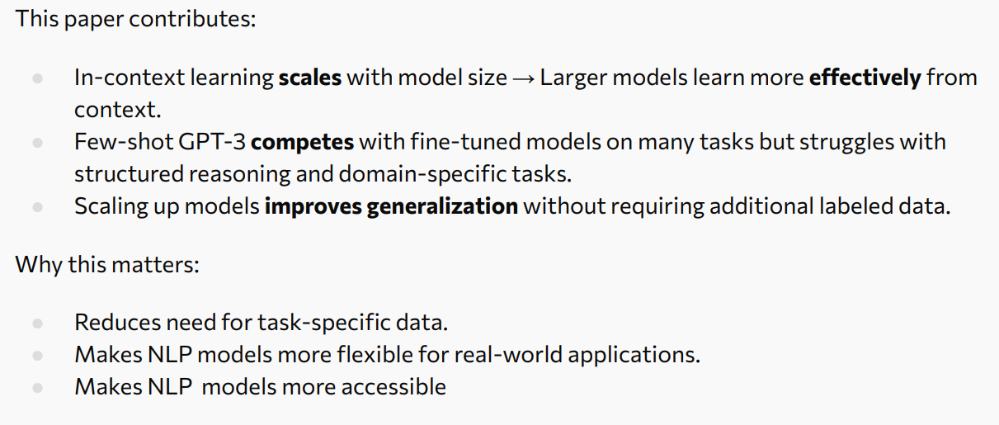 This paper contributes:
In-context learning scales with model size → Larger models learn more effectively from
context.
Few-shot GPT-3 competes with fine-tuned models on many tasks but struggles with
structured reasoning and domain-specific tasks.
Scaling up models improves generalization without requiring additional labeled data.
Why this matters:
Reduces need for task-specific data.
Makes NLP models more flexible for real-world applications.
Makes NLP  models more accessible